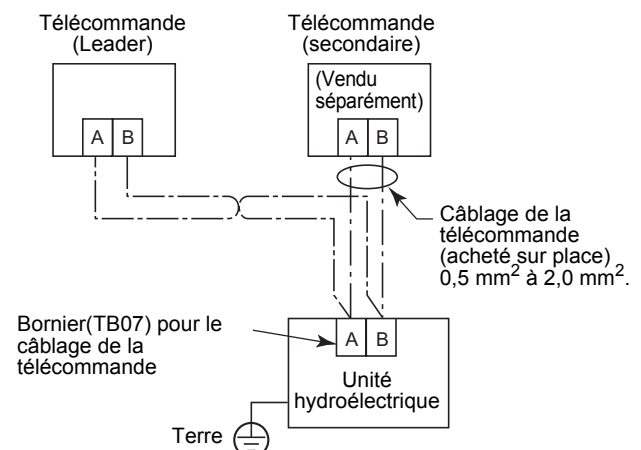 Télécommande
(Leader)
Télécommande
(secondaire)
(Vendu
séparément)
A B
A B
Câblage de la
télécommande
(acheté sur place)
0,5 mm² à 2,0 mm².
Bornier(TB07) pour le
câblage de la
télécommande
A B
Unité
hydroélectrique
Terre